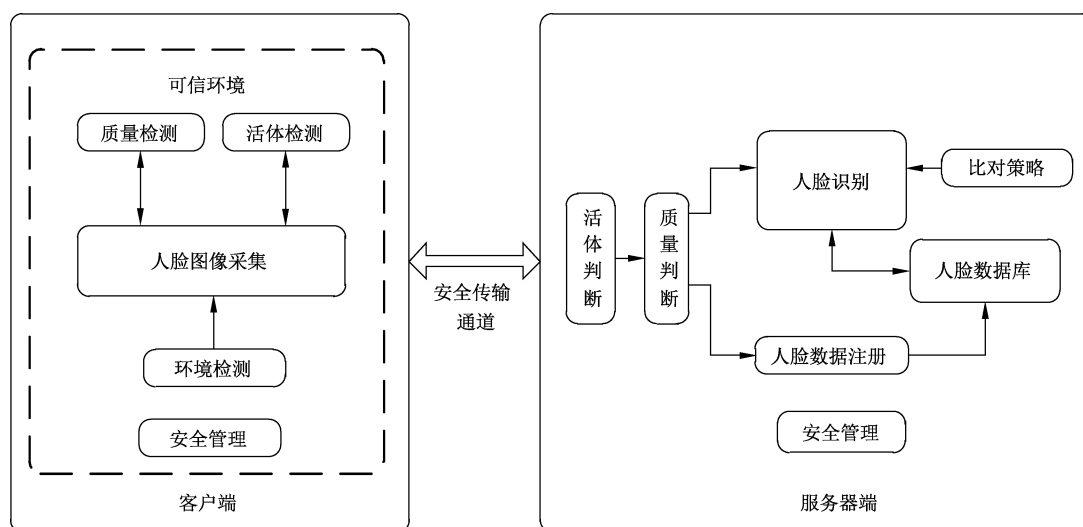 可信环境
质量检测
活体检测
人脸图像采集
环境检测
安全管理
客户端
安全传输
通道
活体判断
质量判断
人脸识别
比对策略
人脸数据库
人脸数据注册
安全管理
服务器端